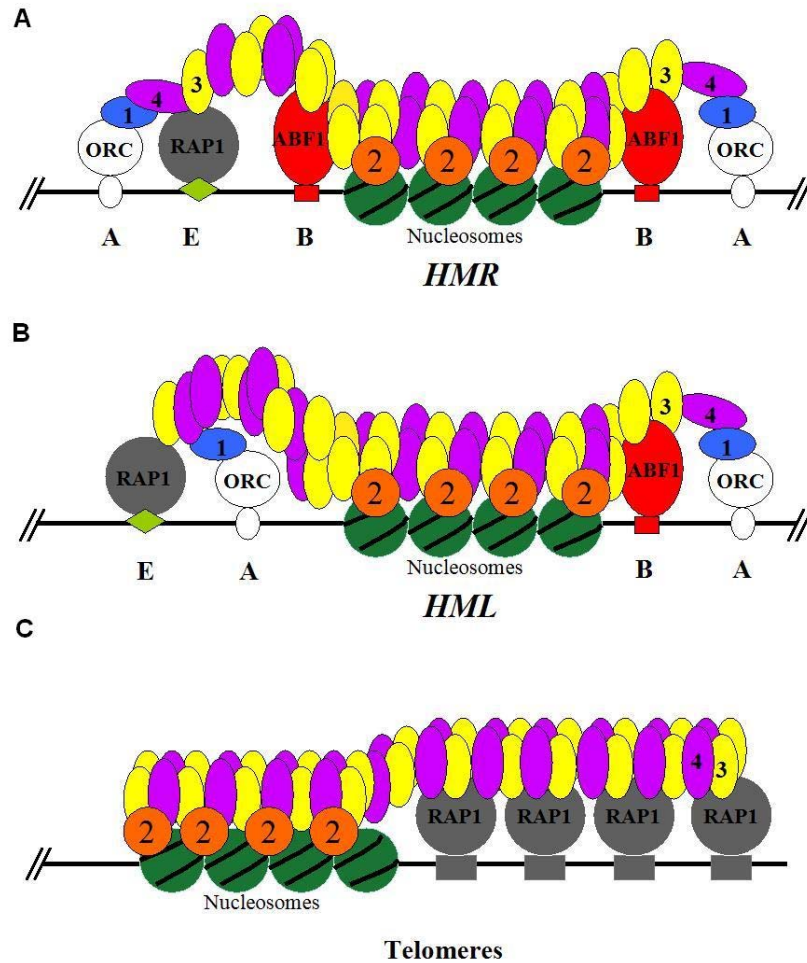 A
3
4
1
ORC
RAP1
ABF1
2 2 2 2
3
4
1
ABF1
ORC
A E B
Nucleosomes
B A
HMR
B
1
RAP1
ORC
2 2 2 2
3
4
1
ABF1
ORC
E A
Nucleosomes
B A
HML
C
4 3
2 2 2 2
RAP1 RAP1 RAP1 RAP1
Nucleosomes
Telomeres